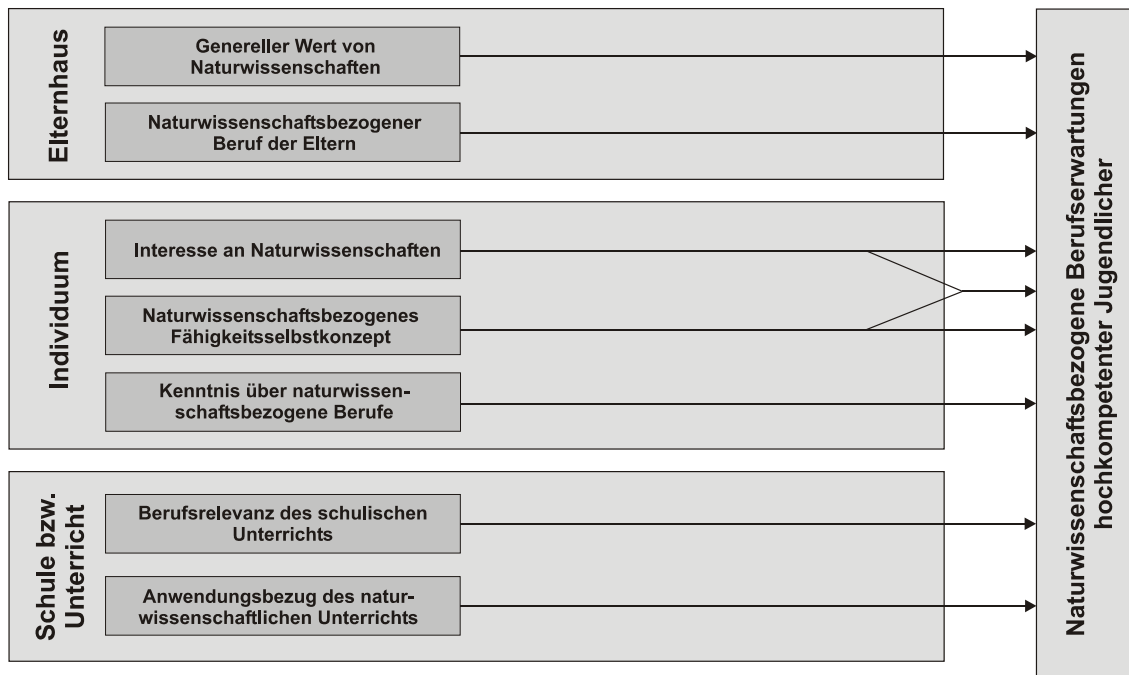 Elternhaus
Genereller Wert von
Naturwissenschaften
Naturwissenschaftsbezogener
Beruf der Eltern
Individuum
Interesse an Naturwissenschaften
Naturwissenschaftsbezogenes
Fähigkeitsselbstkonzept
Kenntnis über naturwissen-
schaftsbezogene Berufe
Schule bzw.
Unterricht
Berufsrelevanz des schulischen
Unterrichts
Anwendungsbezug des natur-
wissenschaftlichen Unterrichts
Naturwissenschaftsbezogene Berufserwartungen
hochkompetenter Jugendlicher